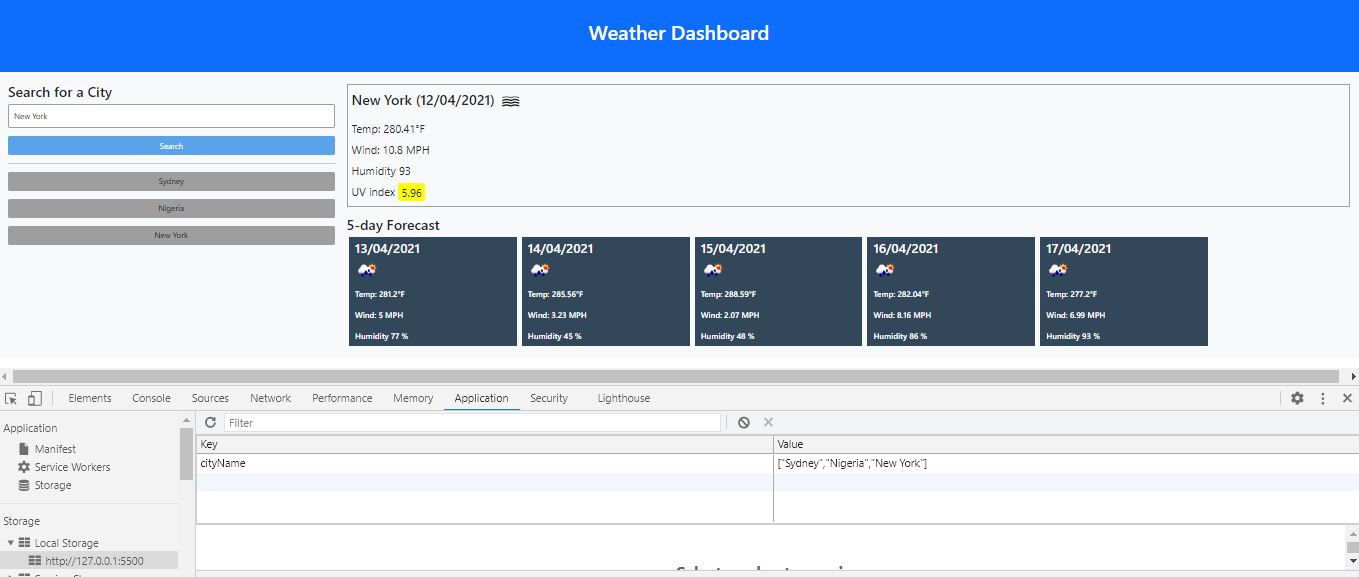 Weather Dashboard
Search for a City
New York
Search
Sydney
Nigeria
New York
New York (12/04/2021)
Temp: 280.41°F
Wind: 10.8 MPH
Humidity 93
UV index 5.96
5-day Forecast
13/04/2021
Temp: 281.2°F
Wind: 5 MPH
Humidity 77 %
14/04/2021
Temp: 285.56°F
Wind: 3.23 MPH
Humidity 45 %
15/04/2021
Temp: 288.59°F
Wind: 2.07 MPH
Humidity 48 %
16/04/2021
Temp: 282.04°F
Wind: 8.16 MPH
Humidity 86 %
17/04/2021
Temp: 277.2°F
Wind: 6.99 MPH
Humidity 93 %
Elements Console Sources Network Performance Memory Application Security Lighthouse
Application
Manifest
Service Workers
Storage
Storage
Local Storage
http://127.0.0.1:5500
Filter
Key Value
cityName ["Sydney","Nigeria","New York"]